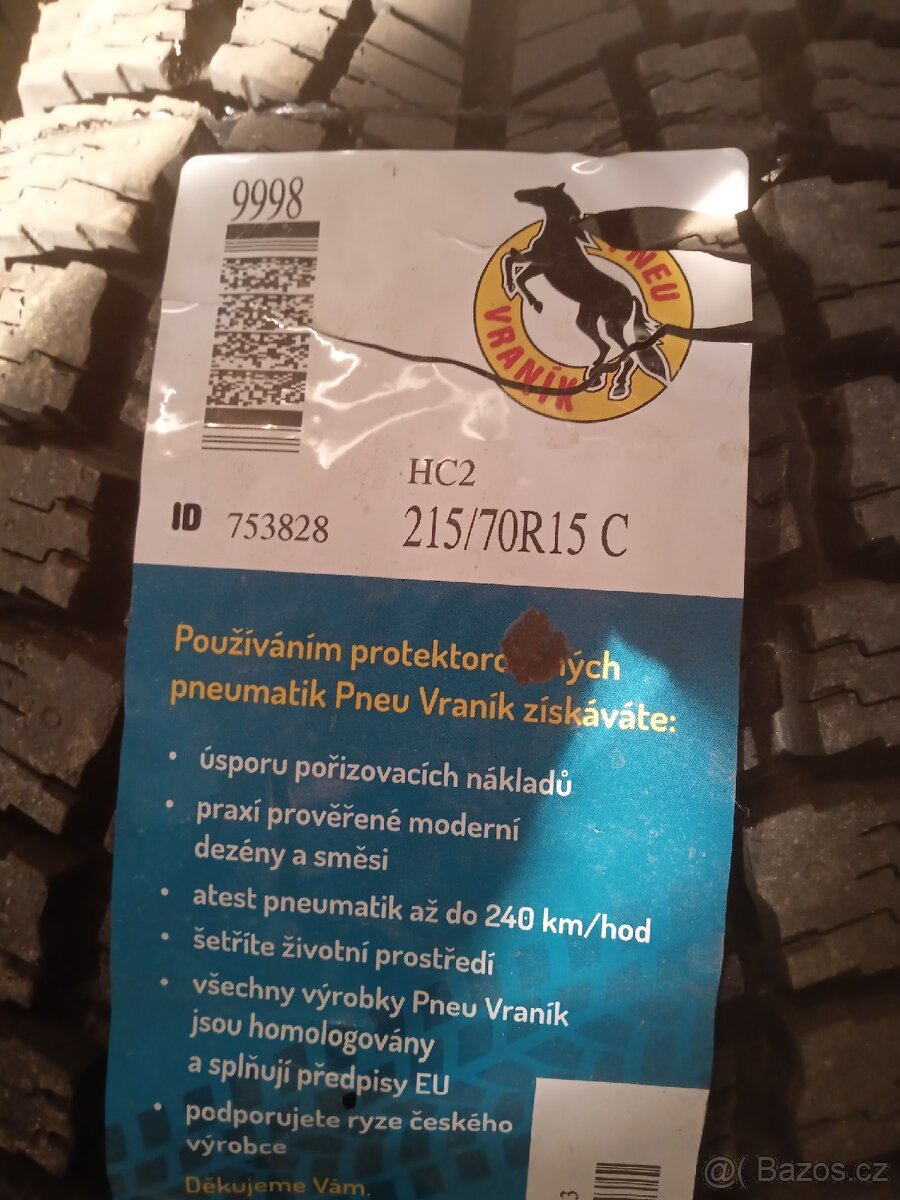 9998
PNEU
VRANÍK
HC2
ID 753828 215/70R15 C
Používáním
pneumatik Pneu Vraník získáváte:
• úsporu pořizovacích nákladů
• praxí prověřené moderní
dezény a směsi
• atest pneumatik až do 240 km/hod
• šetříte životní prostředí
• všechny výrobky Pneu Vraník
jsou homologovány
a splňují předpisy EU
• podporujete ryze českého
výrobce
Děkujeme Vám.
3
@( Bazos.cz